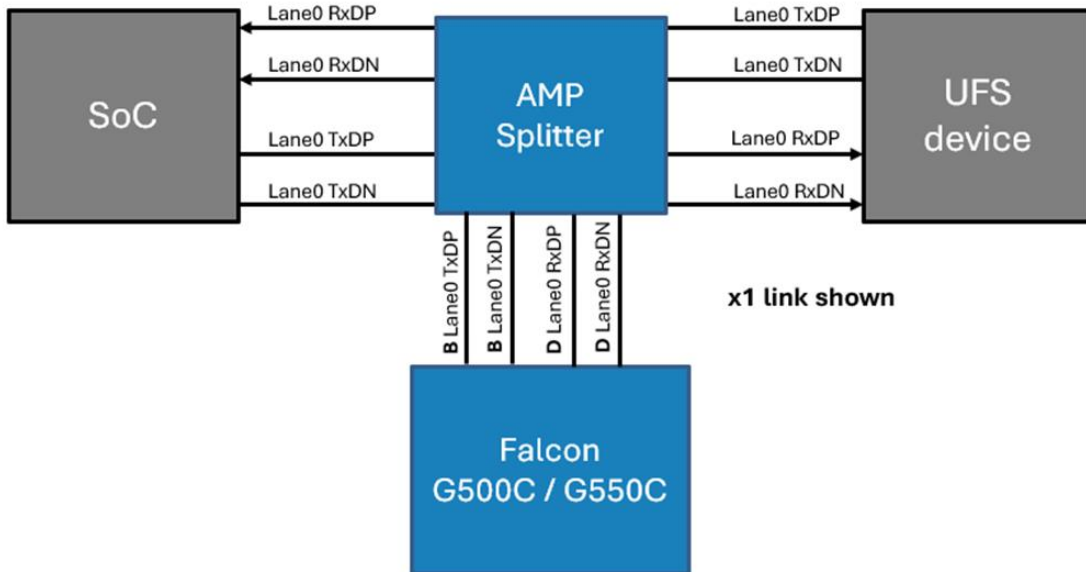 Lane0 RxDP
Lane0 TxDP
SoC
Lane0 RxDN
AMP
Splitter
Lane0 TxDN
UFS
device
Lane0 TxDP
Lane0 RxDP
Lane0 TxDN
Lane0 RxDN
B Lane0 TxDP
B Lane0 TxDN
D Lane0 RxDP
D Lane0 RxDN
x1 link shown
Falcon
G500C / G550C